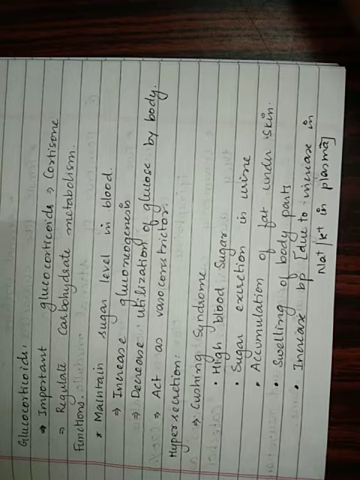 Glucocorticoids:
→ Important glucocorticoids → Cortisone
⇒ Regulate Carbohydrate metabolism.
Functions:
* Maintain sugar level in blood.
⇒ Increase gluconeogenesis
⇒ Decrease utilization of glucose by body.
⇒ Act as vasoconstrictor.
Hypersecretion:
⇒ Cushing Syndrome
• High blood Sugar
• Sugar excretion in urine
• Accumulation of fat under skin.
• Swelling of body parts
• Increase bp [due to increase in
Na+/K+ in plasma]